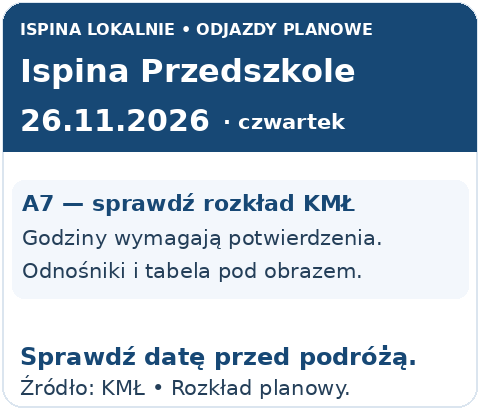 ISPINA LOKALNIE • ODJAZDY PLANOWE
Ispina Przedszkole
26.11.2026 · czwartek
A7 — sprawdź rozkład KMŁ
Godziny wymagają potwierdzenia.
Odnośniki i tabela pod obrazem.
Sprawdź datę przed podróżą.
Źródło: KMŁ • Rozkład planowy.